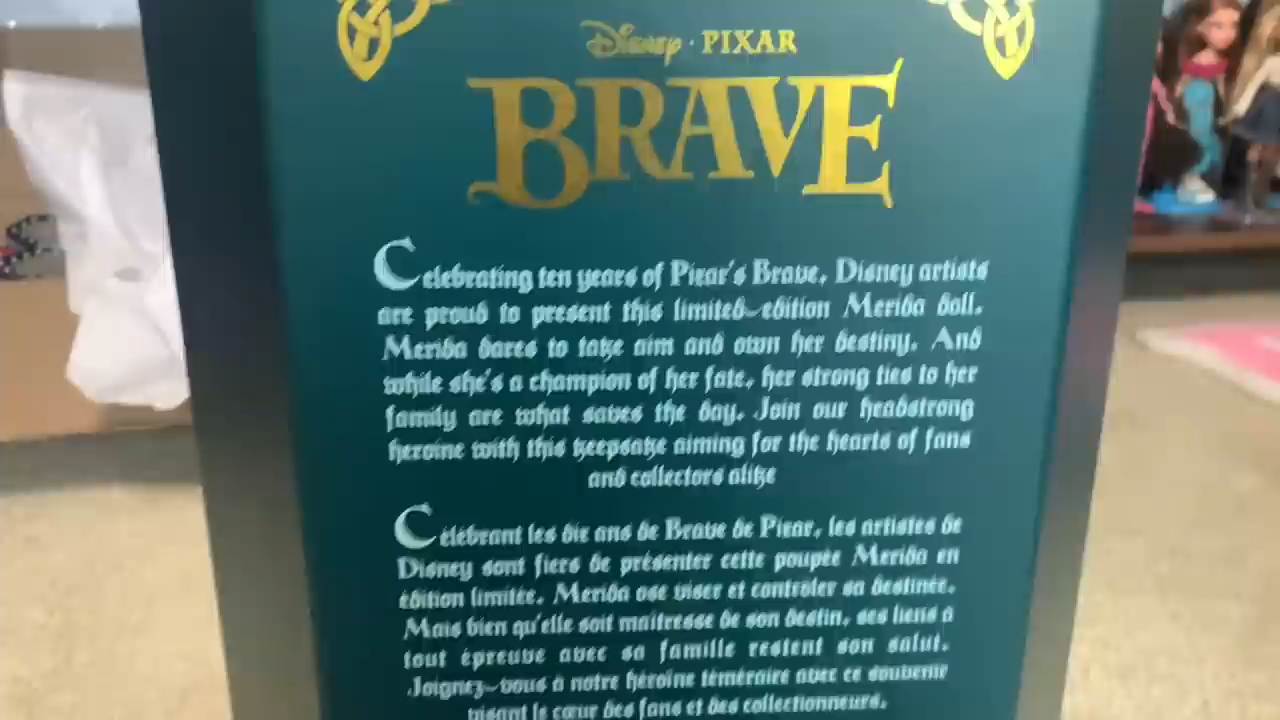 Disney · PIXAR
BRAVE
Celebrating ten years of Pixar's Brave, Disney artists
are proud to present this limited-edition Merida doll.
Merida dares to take aim and own her destiny. And
while she's a champion of her fate, her strong ties to her
family are what saves the day. Join our headstrong
heroine with this keepsake aiming for the hearts of fans
and collectors alike
Célébrant les dix ans de Brave de Pixar, les artistes de
Disney sont fiers de présenter cette poupée Merida en
édition limitée. Merida ose viser et contrôler sa destinée.
Mais bien qu'elle soit maîtresse de son destin, ses liens à
tout épreuve avec sa famille restent son salut.
Joignez-vous à notre héroïne téméraire avec ce souvenir
visant le cœur des fans et des collectionneurs.